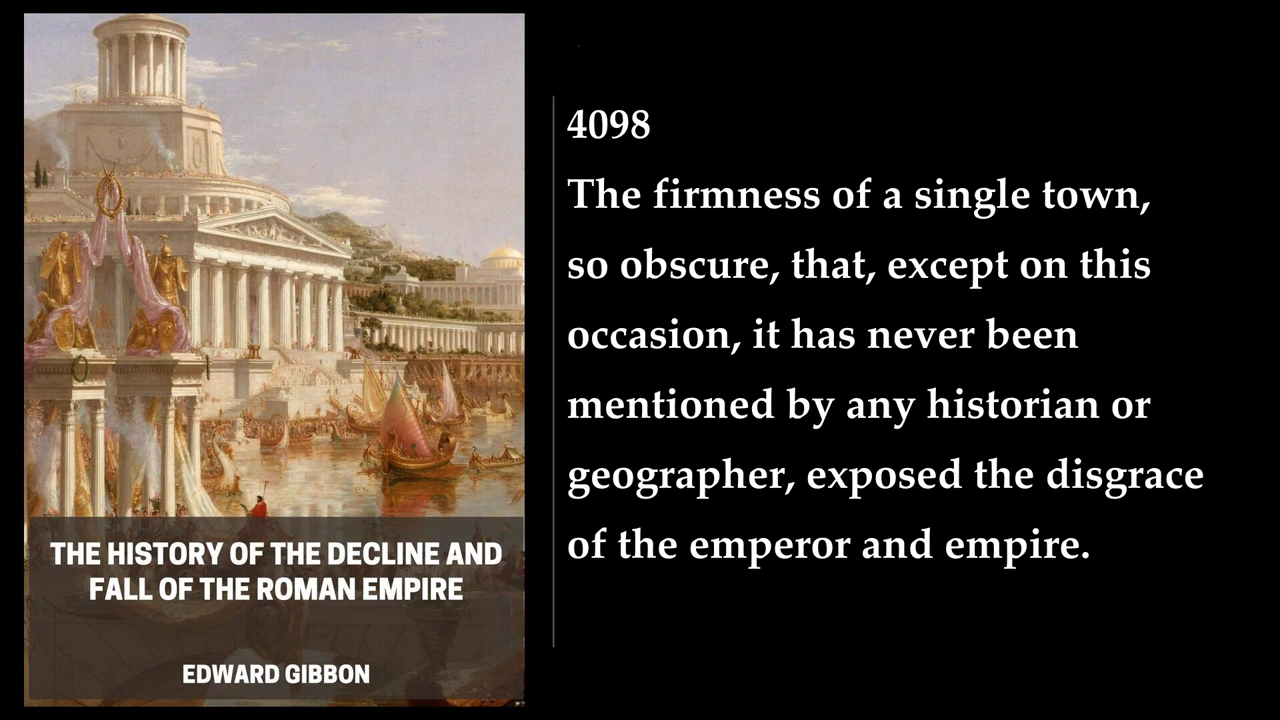 THE HISTORY OF THE DECLINE AND
FALL OF THE ROMAN EMPIRE
EDWARD GIBBON
4098
The firmness of a single town,
so obscure, that, except on this
occasion, it has never been
mentioned by any historian or
geographer, exposed the disgrace
of the emperor and empire.